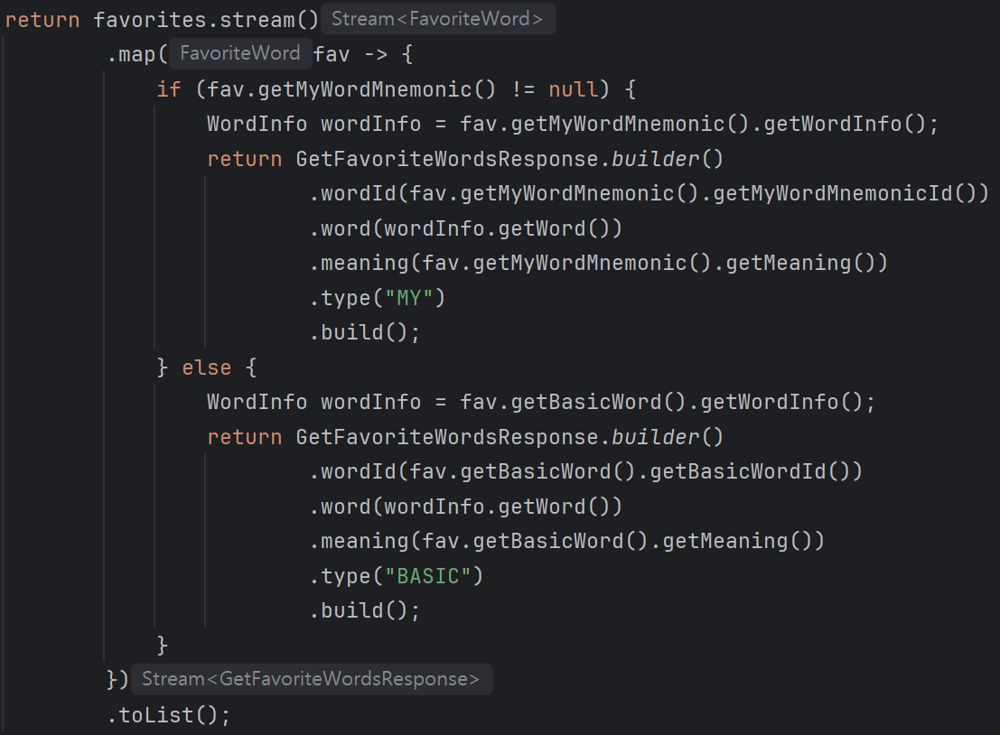 return favorites.stream() Stream<FavoriteWord>
.map( FavoriteWord fav -> {
if (fav.getMyWordMnemonic() != null) {
WordInfo wordInfo = fav.getMyWordMnemonic().getWordInfo();
return GetFavoriteWordsResponse.builder()
.wordId(fav.getMyWordMnemonic().getMyWordMnemonicId())
.word(wordInfo.getWord())
.meaning(fav.getMyWordMnemonic().getMeaning())
.type("MY")
.build();
} else {
WordInfo wordInfo = fav.getBasicWord().getWordInfo();
return GetFavoriteWordsResponse.builder()
.wordId(fav.getBasicWord().getBasicWordId())
.word(wordInfo.getWord())
.meaning(fav.getBasicWord().getMeaning())
.type("BASIC")
.build();
}
}) Stream<GetFavoriteWordsResponse>
.toList();